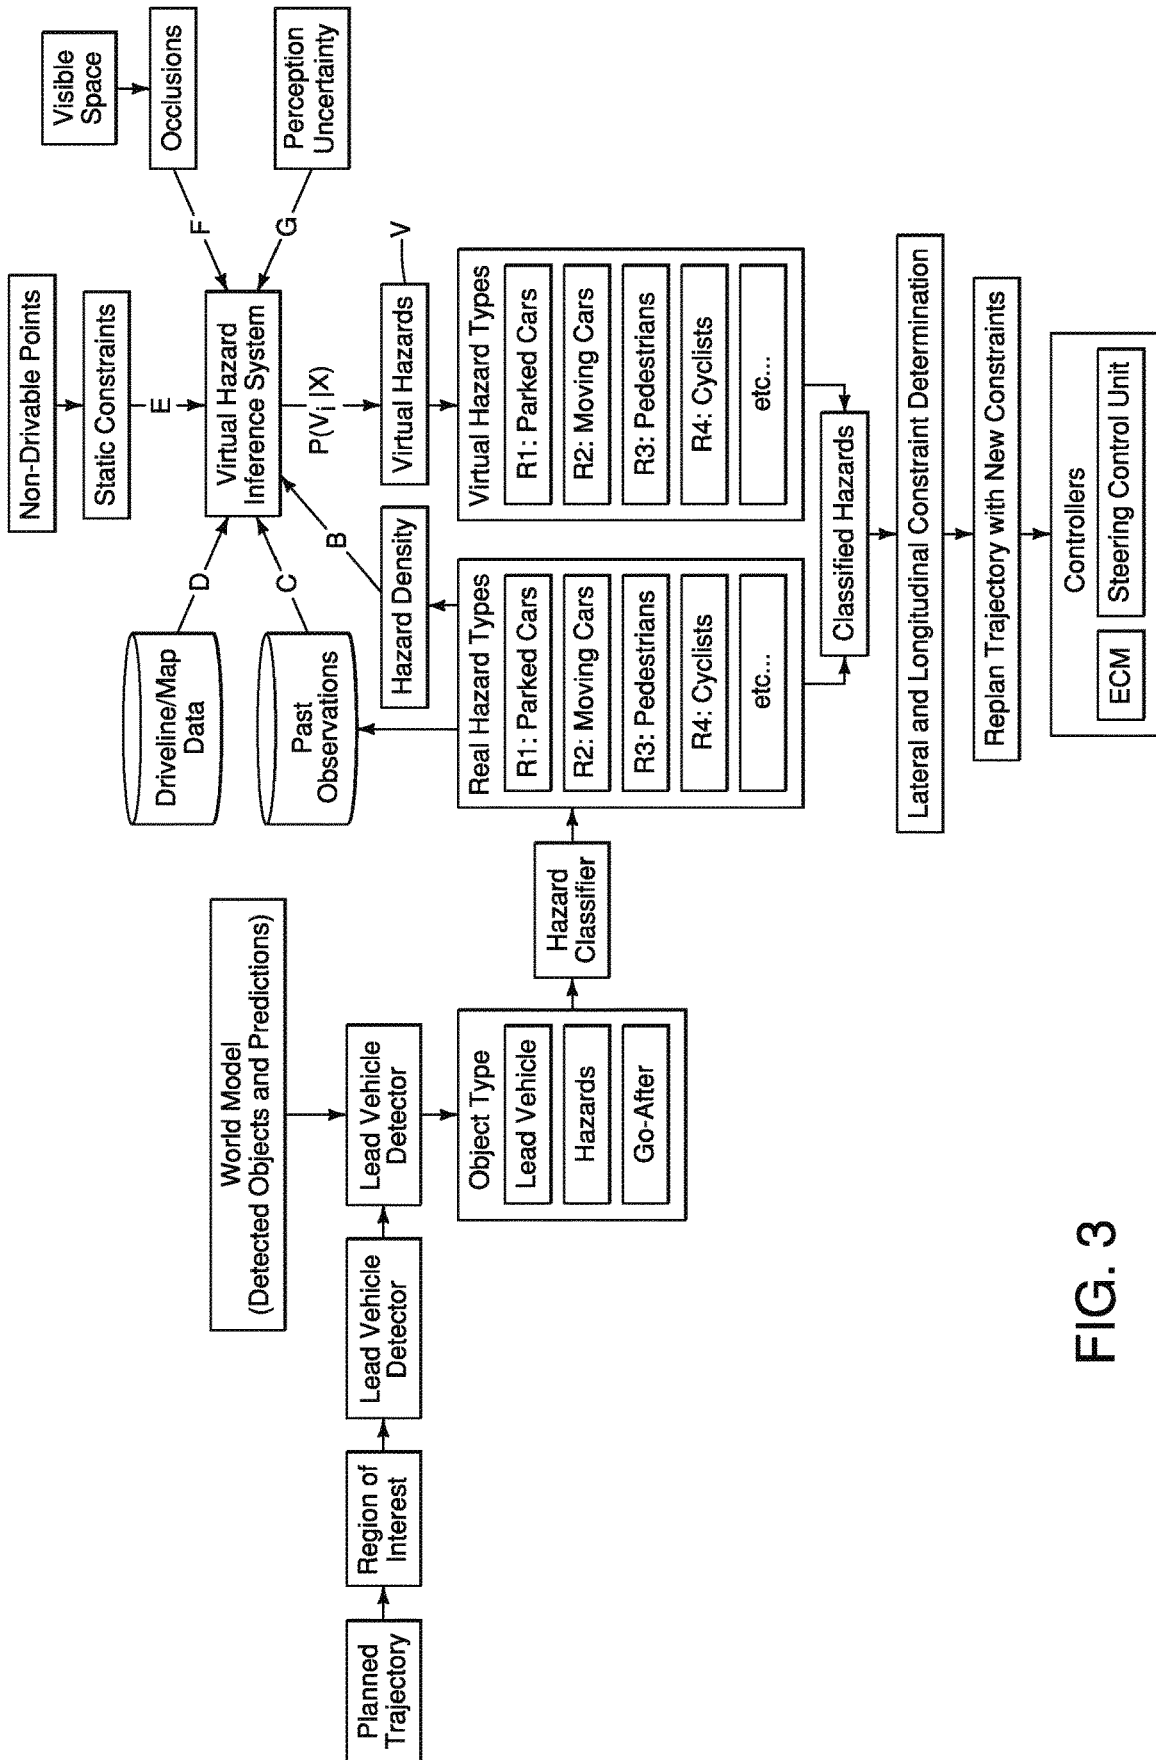 Planned
Trajectory
Region of
Interest
Lead Vehicle
Detector
World Model
(Detected Objects and Predictions)
Lead Vehicle
Detector
Object Type
Lead Vehicle
Hazards
Go-After
Hazard
Classifier
Driveline/Map
Data
Past
Observations
D
C
Non-Drivable Points
Static Constraints
E
Visible
Space
Occlusions
F
Perception
Uncertainty
G
Virtual Hazard
Inference System
B
P(Vi |X)
Hazard Density
Virtual Hazards
V
Real Hazard Types
R1: Parked Cars
R2: Moving Cars
R3: Pedestrians
R4: Cyclists
etc...
Virtual Hazard Types
R1: Parked Cars
R2: Moving Cars
R3: Pedestrians
R4: Cyclists
etc...
Classified Hazards
Lateral and Longitudinal Constraint Determination
Replan Trajectory with New Constraints
Controllers
ECM
Steering Control Unit
FIG. 3